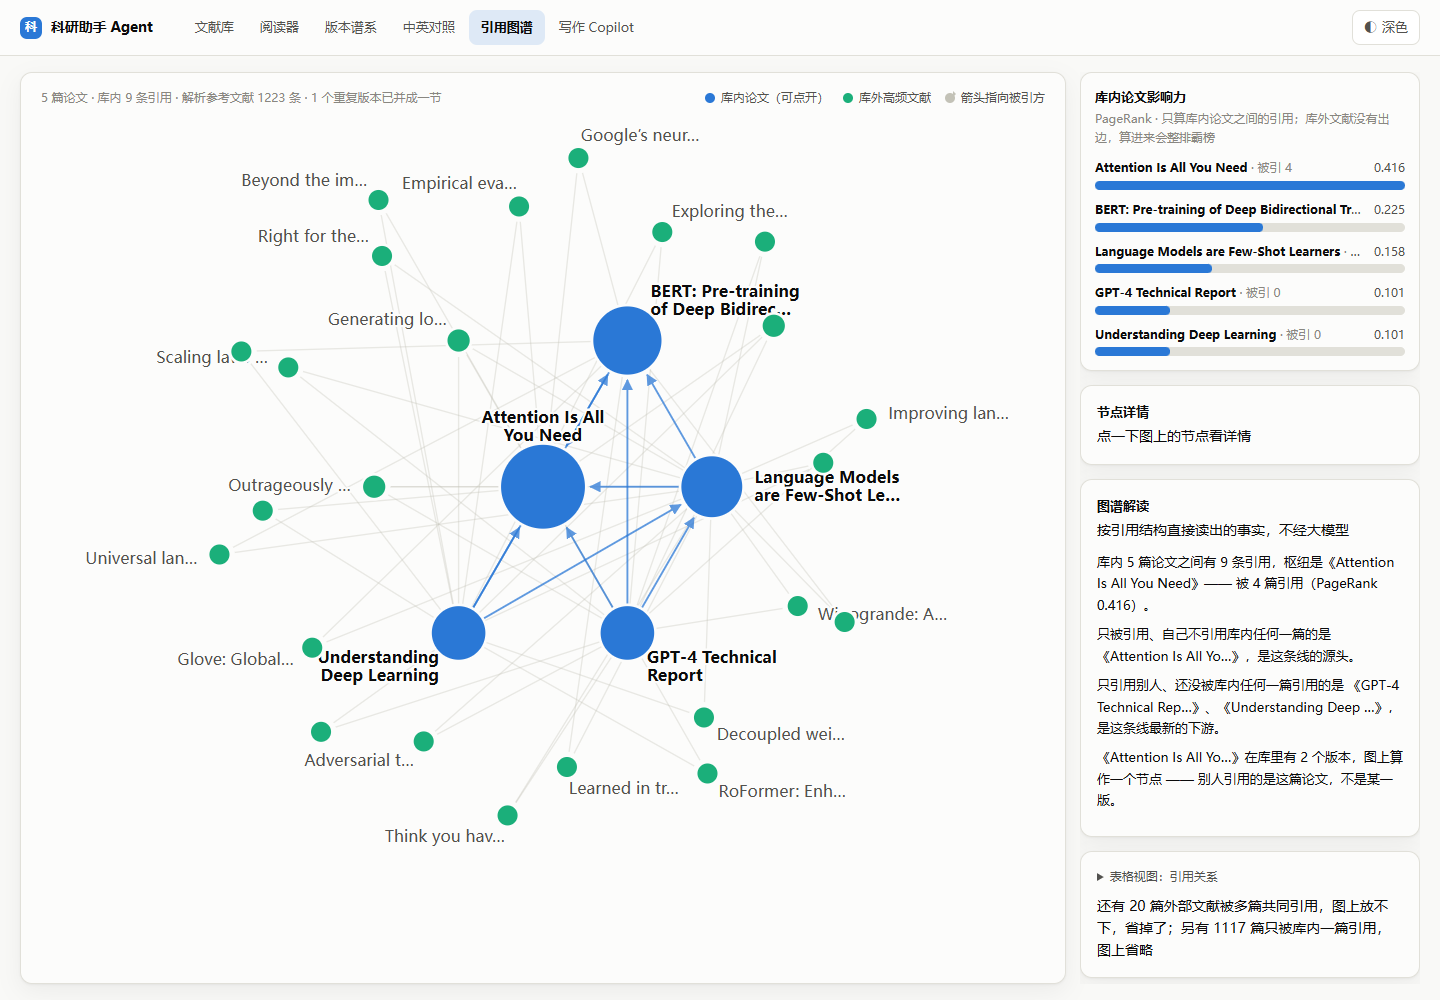 科 科研助手 Agent 文献库 阅读器 版本谱系 中英对照 引用图谱 写作 Copilot 深色
5 篇论文 · 库内 9 条引用 · 解析参考文献 1223 条 · 1 个重复版本已并成一节
库内论文（可点开） 库外高频文献 箭头指向被引方
Google’s neur...
Beyond the im...
Empirical eva...
Exploring the...
Right for the...
BERT: Pre-training
of Deep Bidirec...
Generating lo...
Scaling la ...
Attention Is All
You Need
Improving lan...
Language Models
are Few-Shot Le...
Outrageously ...
Universal lan...
Glove: Global...
Understanding
Deep Learning
GPT-4 Technical
Report
Winogrande: A...
Decoupled wei...
Adversarial t...
Learned in tr...
RoFormer: Enh...
Think you hav...
库内论文影响力
PageRank · 只算库内论文之间的引用；库外文献没有出
边，算进来会整排霸榜
Attention Is All You Need · 被引 4 0.416
BERT: Pre-training of Deep Bidirectional Tr... 0.225
Language Models are Few-Shot Learners · ... 0.158
GPT-4 Technical Report · 被引 0 0.101
Understanding Deep Learning · 被引 0 0.101
节点详情
点一下图上的节点看详情
图谱解读
按引用结构直接读出的事实，不经大模型
库内 5 篇论文之间有 9 条引用，枢纽是《Attention
Is All You Need》—— 被 4 篇引用（PageRank
0.416）。
只被引用、自己不引用库内任何一篇的是
《Attention Is All Yo...》，是这条线的源头。
只引用别人、还没被库内任何一篇引用的是 《GPT-4
Technical Rep...》、《Understanding Deep ...》，
是这条线最新的下游。
《Attention Is All Yo...》在库里有 2 个版本，图上算
作一个节点 —— 别人引用的是这篇论文，不是某一
版。
表格视图：引用关系
还有 20 篇外部文献被多篇共同引用，图上放不
下，省掉了；另有 1117 篇只被库内一篇引用，
图上省略